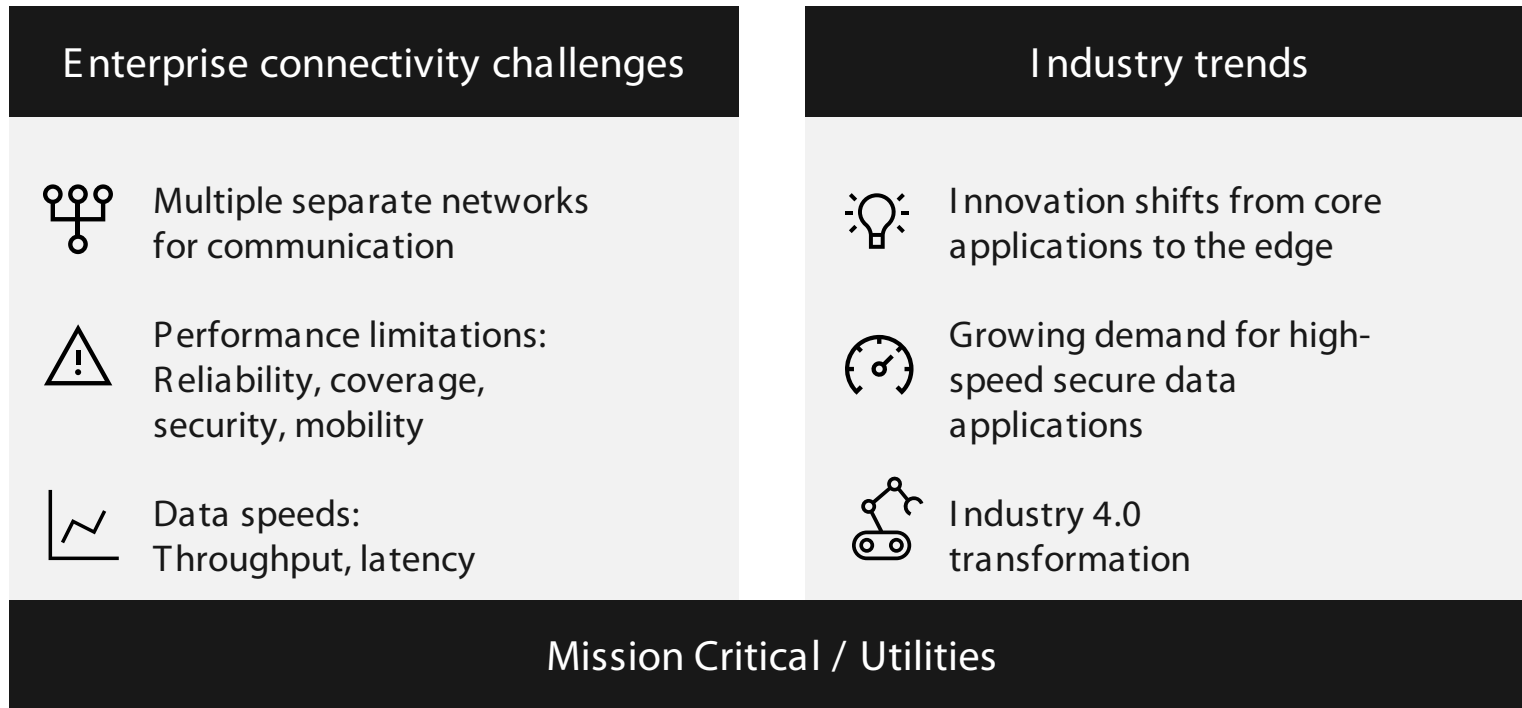 Enterprise connectivity challenges
Multiple separate networks
for communication
Performance limitations:
Reliability, coverage,
security, mobility
Data speeds:
Throughput, latency
Industry trends
Innovation shifts from core
applications to the edge
Growing demand for high-
speed secure data
applications
Industry 4.0
transformation
Mission Critical / Utilities